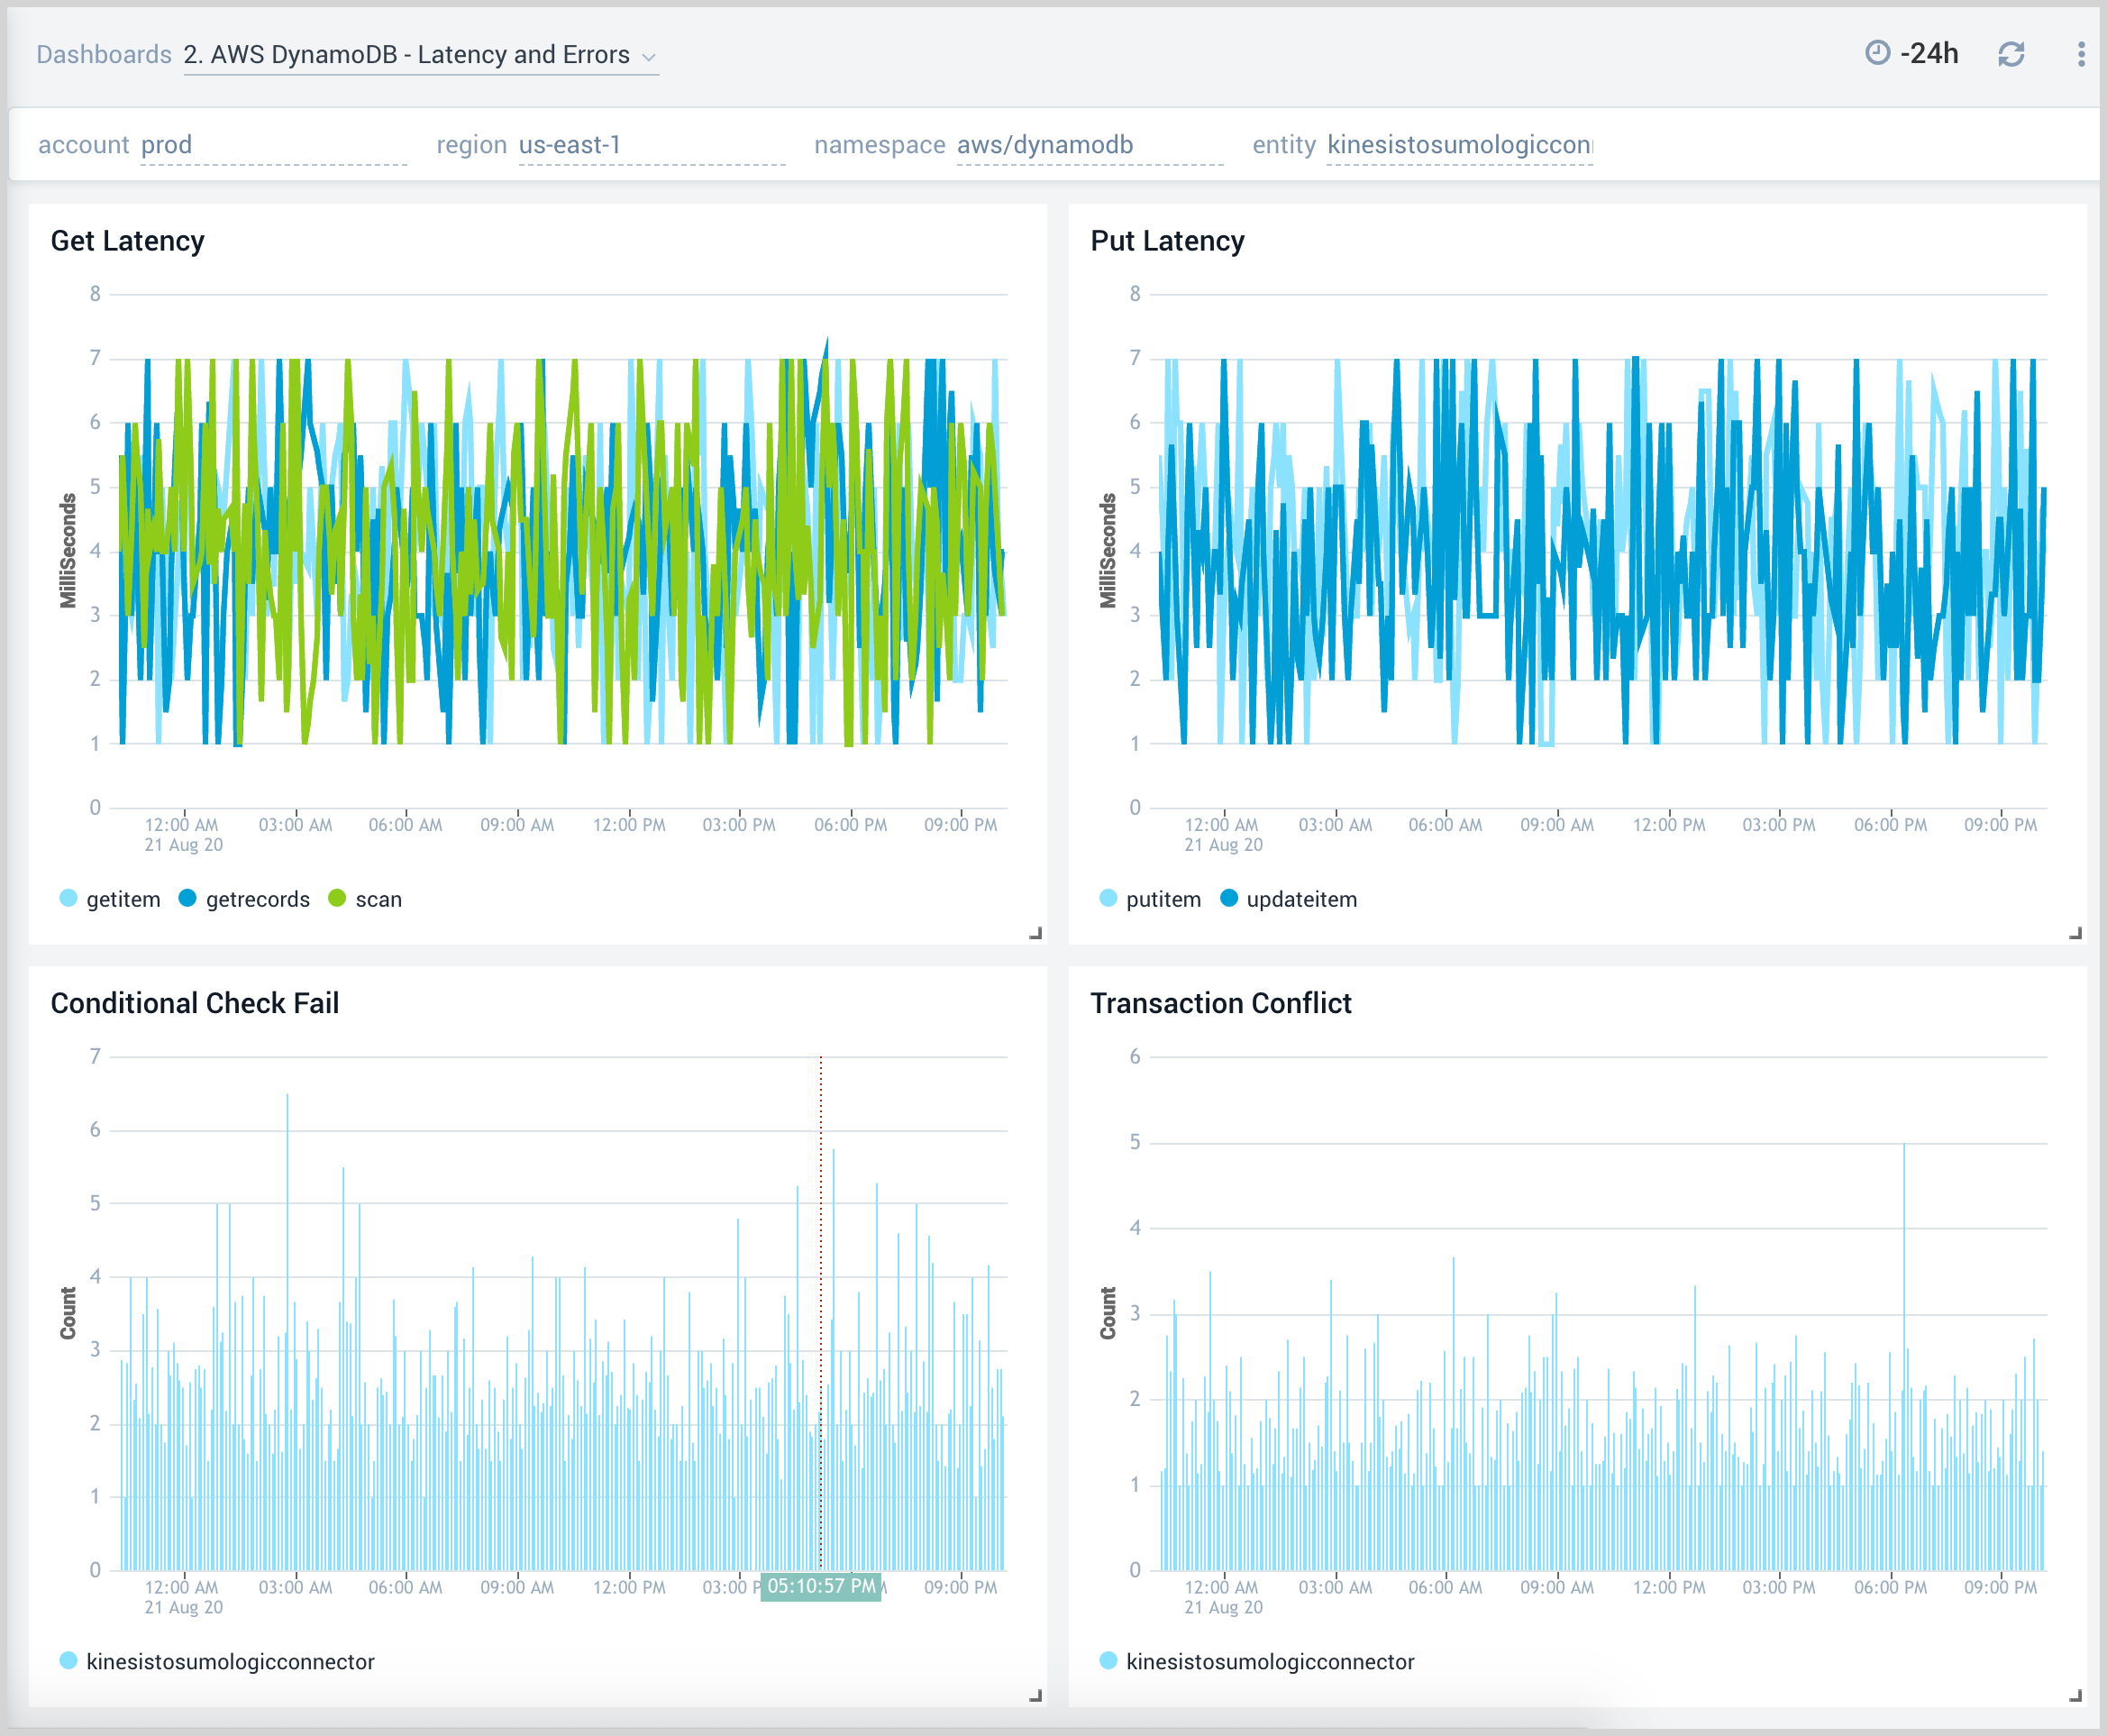 Dashboards 2. AWS DynamoDB - Latency and Errors -24h
account prod region us-east-1 namespace aws/dynamodb entity kinesistosumologiccon
Get Latency
8
7
6
5
4
3
2
1
0
MilliSeconds
12:00 AM 03:00 AM 06:00 AM 09:00 AM 12:00 PM 03:00 PM 06:00 PM 09:00 PM
21 Aug 20
getitem getrecords scan
Put Latency
8
7
6
5
4
3
2
1
0
MilliSeconds
12:00 AM 03:00 AM 06:00 AM 09:00 AM 12:00 PM 03:00 PM 06:00 PM 09:00 PM
21 Aug 20
putitem updateitem
Conditional Check Fail
7
6
5
4
3
2
1
0
Count
12:00 AM 03:00 AM 06:00 AM 09:00 AM 12:00 PM 03:00 P 05:10:57 PM 09:00 PM
21 Aug 20
kinesistosumologicconnector
Transaction Conflict
6
5
4
3
2
1
0
Count
12:00 AM 03:00 AM 06:00 AM 09:00 AM 12:00 PM 03:00 PM 06:00 PM 09:00 PM
21 Aug 20
kinesistosumologicconnector